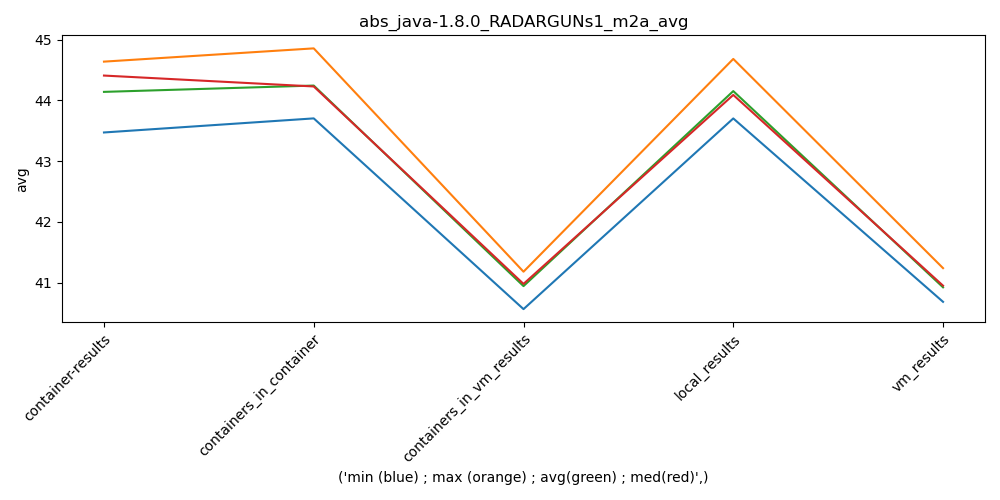 abs_java-1.8.0_RADARGUNs1_m2a_avg
45
44
43
42
41
avg
container-results
containers_in_container
containers_in_vm_results
local_results
vm_results
('min (blue) ; max (orange) ; avg(green) ; med(red)',)